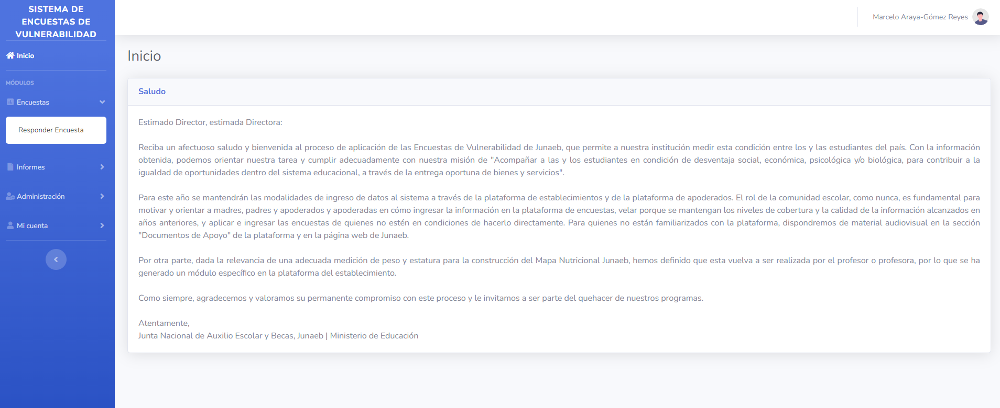 SISTEMA DE
ENCUESTAS DE
VULNERABILIDAD
Inicio
MÓDULOS
Encuestas
Responder Encuesta
Informes
Administración
Mi cuenta
Marcelo Araya-Gómez Reyes
Inicio
Saludo
Estimado Director, estimada Directora:
Reciba un afectuoso saludo y bienvenida al proceso de aplicación de las Encuestas de Vulnerabilidad de Junaeb, que permite a nuestra institución medir esta condición entre los y las estudiantes del país. Con la información
obtenida, podemos orientar nuestra tarea y cumplir adecuadamente con nuestra misión de "Acompañar a las y los estudiantes en condición de desventaja social, económica, psicológica y/o biológica, para contribuir a la
igualdad de oportunidades dentro del sistema educacional, a través de la entrega oportuna de bienes y servicios".
Para este año se mantendrán las modalidades de ingreso de datos al sistema a través de la plataforma de establecimientos y de la plataforma de apoderados. El rol de la comunidad escolar, como nunca, es fundamental para
motivar y orientar a madres, padres y apoderados y apoderadas en cómo ingresar la información en la plataforma de encuestas, velar porque se mantengan los niveles de cobertura y la calidad de la información alcanzados en
años anteriores, y aplicar e ingresar las encuestas de quienes no estén en condiciones de hacerlo directamente. Para quienes no están familiarizados con la plataforma, dispondremos de material audiovisual en la sección
"Documentos de Apoyo" de la plataforma y en la página web de Junaeb.
Por otra parte, dada la relevancia de una adecuada medición de peso y estatura para la construcción del Mapa Nutricional Junaeb, hemos definido que esta vuelva a ser realizada por el profesor o profesora, por lo que se ha
generado un módulo específico en la plataforma del establecimiento.
Como siempre, agradecemos y valoramos su permanente compromiso con este proceso y le invitamos a ser parte del quehacer de nuestros programas.
Atentamente,
Junta Nacional de Auxilio Escolar y Becas, Junaeb | Ministerio de Educación